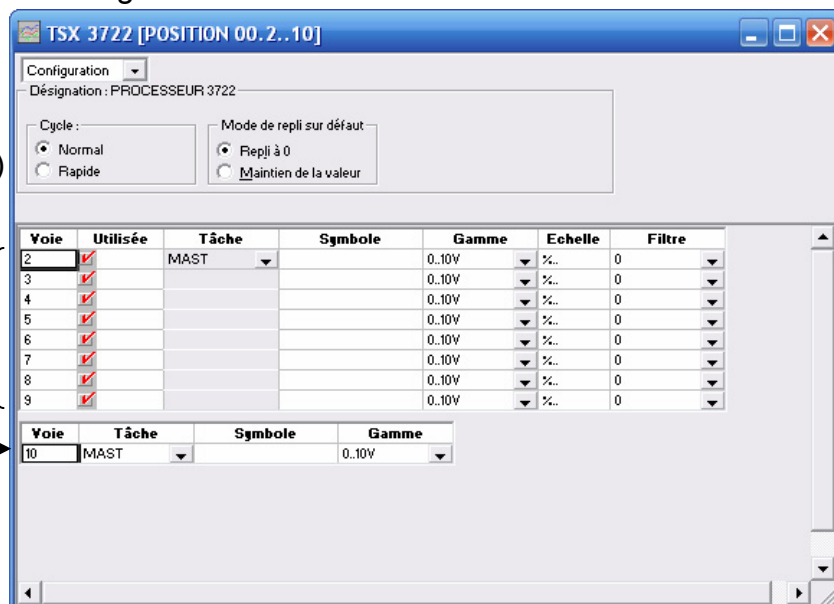 TSX 3722 [POSITION 00.2..10]
Configuration
Désignation : PROCESSEUR 3722
Cycle :
Normal
Rapide
Mode de repli sur défaut
Repli à 0
Maintien de la valeur
Voie Utilisée Tâche Symbole Gamme Echelle Filtre
2 MAST 0..10V %.. 0
3 0..10V %.. 0
4 0..10V %.. 0
5 0..10V %.. 0
6 0..10V %.. 0
7 0..10V %.. 0
8 0..10V %.. 0
9 0..10V %.. 0
Voie Tâche Symbole Gamme
10 MAST 0..10V